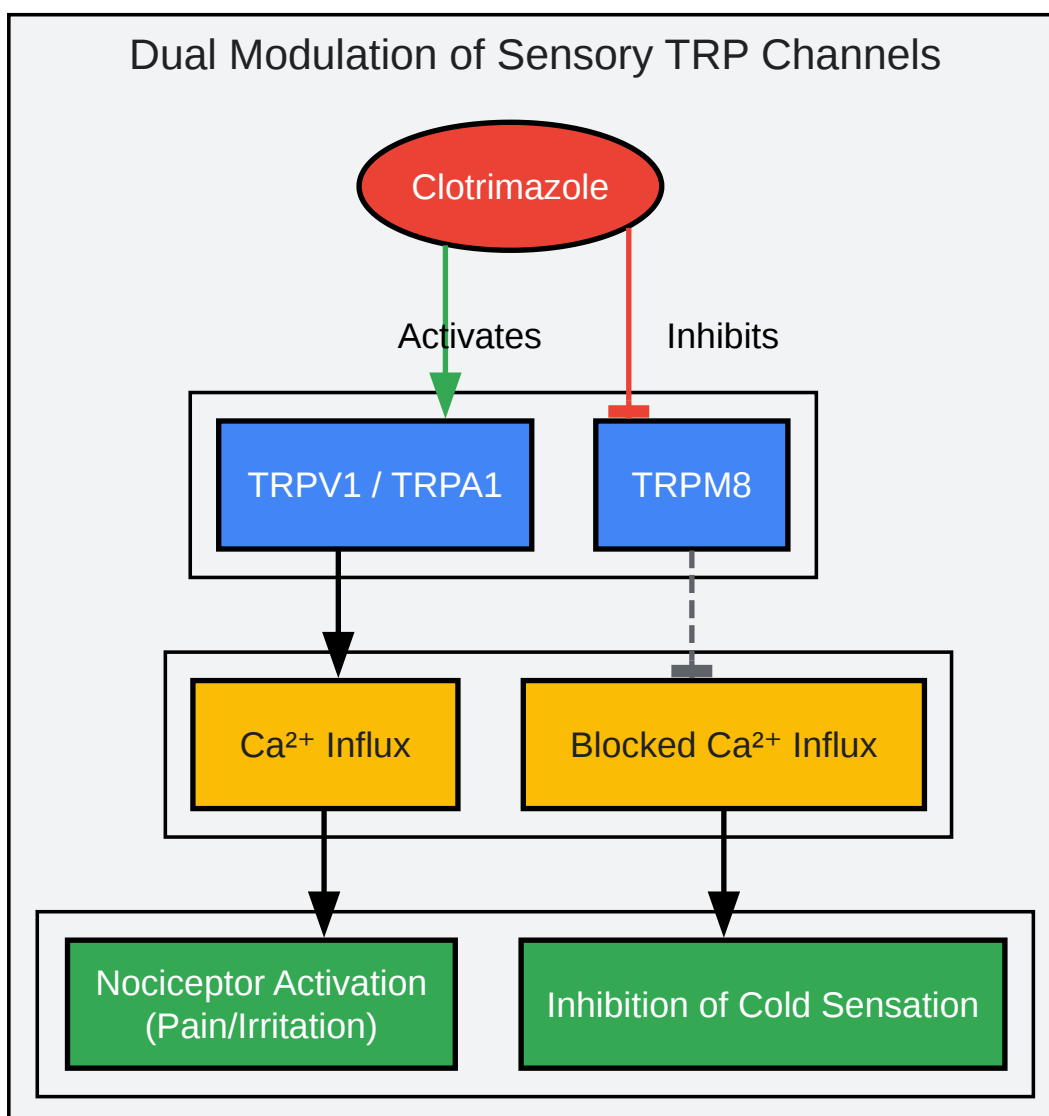 Dual Modulation of Sensory TRP Channels
Clotrimazole
Activates
Inhibits
TRPV1 / TRPA1
TRPM8
Ca²⁺ Influx
Blocked Ca²⁺ Influx
Nociceptor Activation
(Pain/Irritation)
Inhibition of Cold Sensation